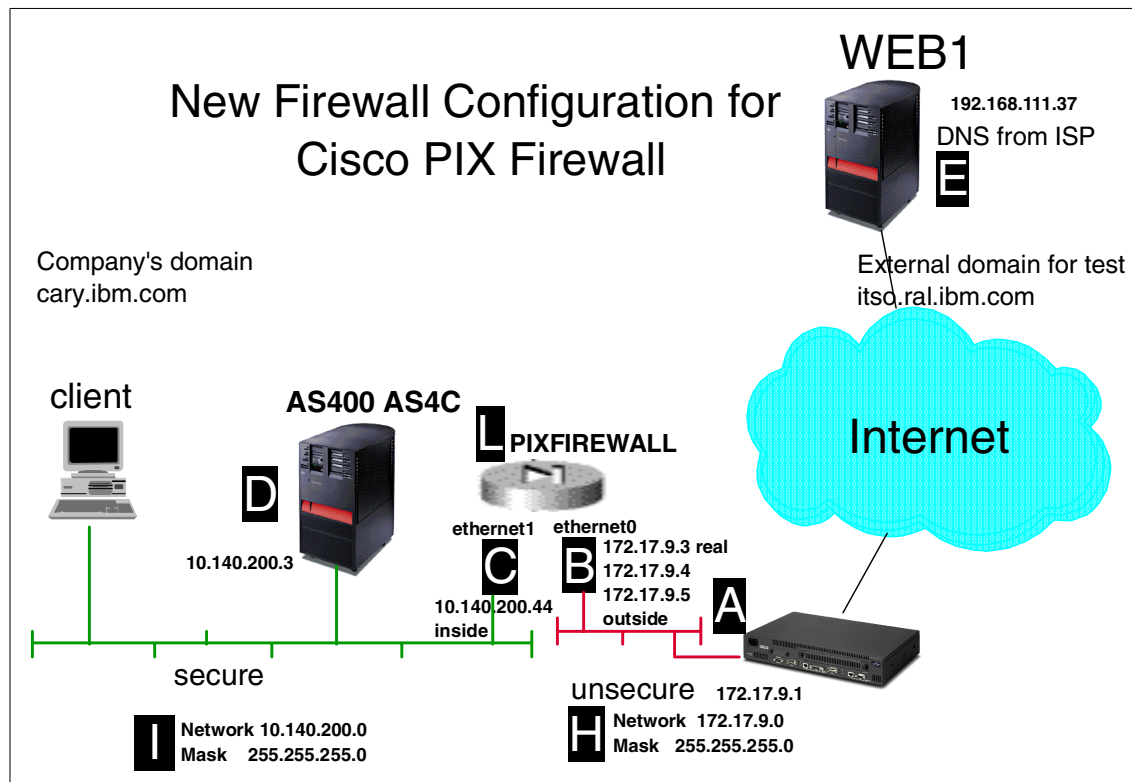 New Firewall Configuration for
Cisco PIX Firewall
WEB1
192.168.111.37
DNS from ISP
E
Company's domain
cary.ibm.com
External domain for test
itso.ral.ibm.com
Internet
client
AS400 AS4C
D
10.140.200.3
L
PIXFIREWALL
ethernet1
C
10.140.200.44
inside
ethernet0
B
172.17.9.3 real
172.17.9.4
172.17.9.5
outside
A
secure
I
Network 10.140.200.0
Mask 255.255.255.0
unsecure
172.17.9.1
H
Network 172.17.9.0
Mask 255.255.255.0